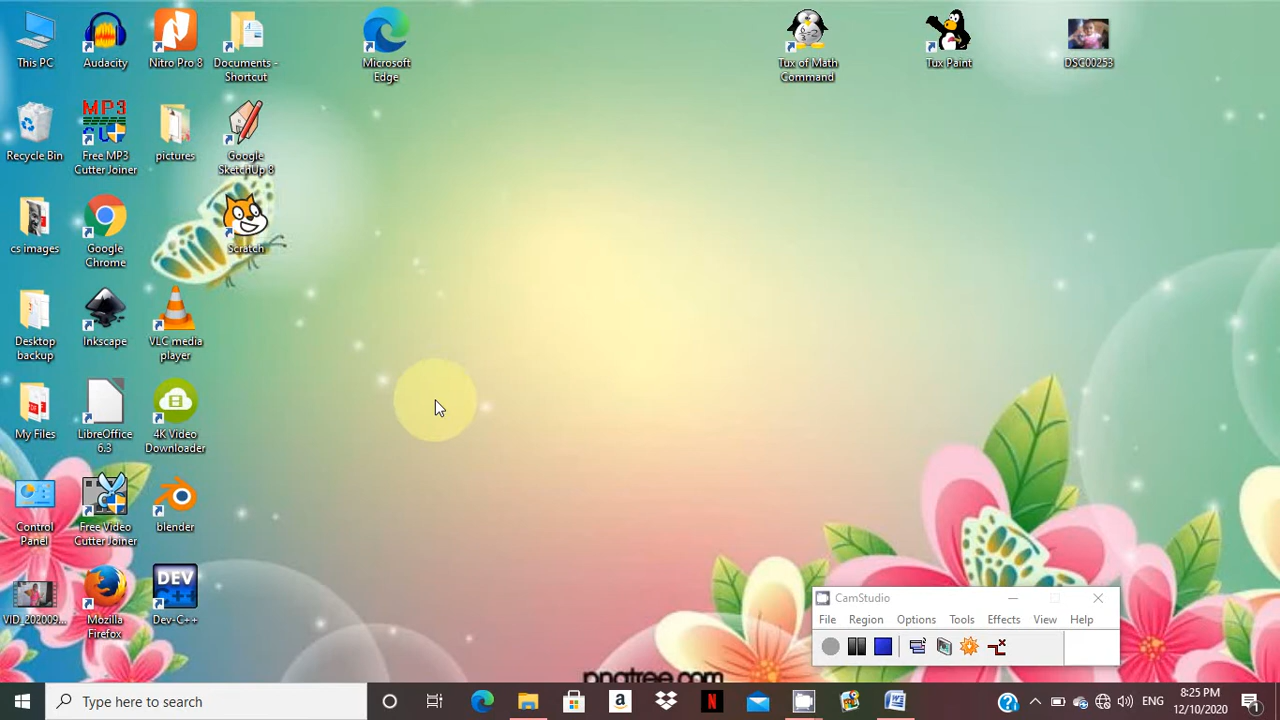 This PC
Audacity
Nitro Pro 8
Documents -
Shortcut
Microsoft
Edge
Tux of Math
Command
Tux Paint
DSC00253
Recycle Bin
MP3
CU
Free MP3
Cutter Joiner
pictures
Google
SketchUp 8
cs images
Google
Chrome
Scratch
Desktop
backup
Inkscape
VLC media
player
My Files
LibreOffice
6.3
4K Video
Downloader
Control
Panel
Free Video
Cutter Joiner
blender
VID_202009...
Mozilla
Firefox
DEV
C++
Dev-C++
pngtree.com
CamStudio
File Region Options Tools Effects View Help
Type here to search
ENG
8:25 PM
12/10/2020
1